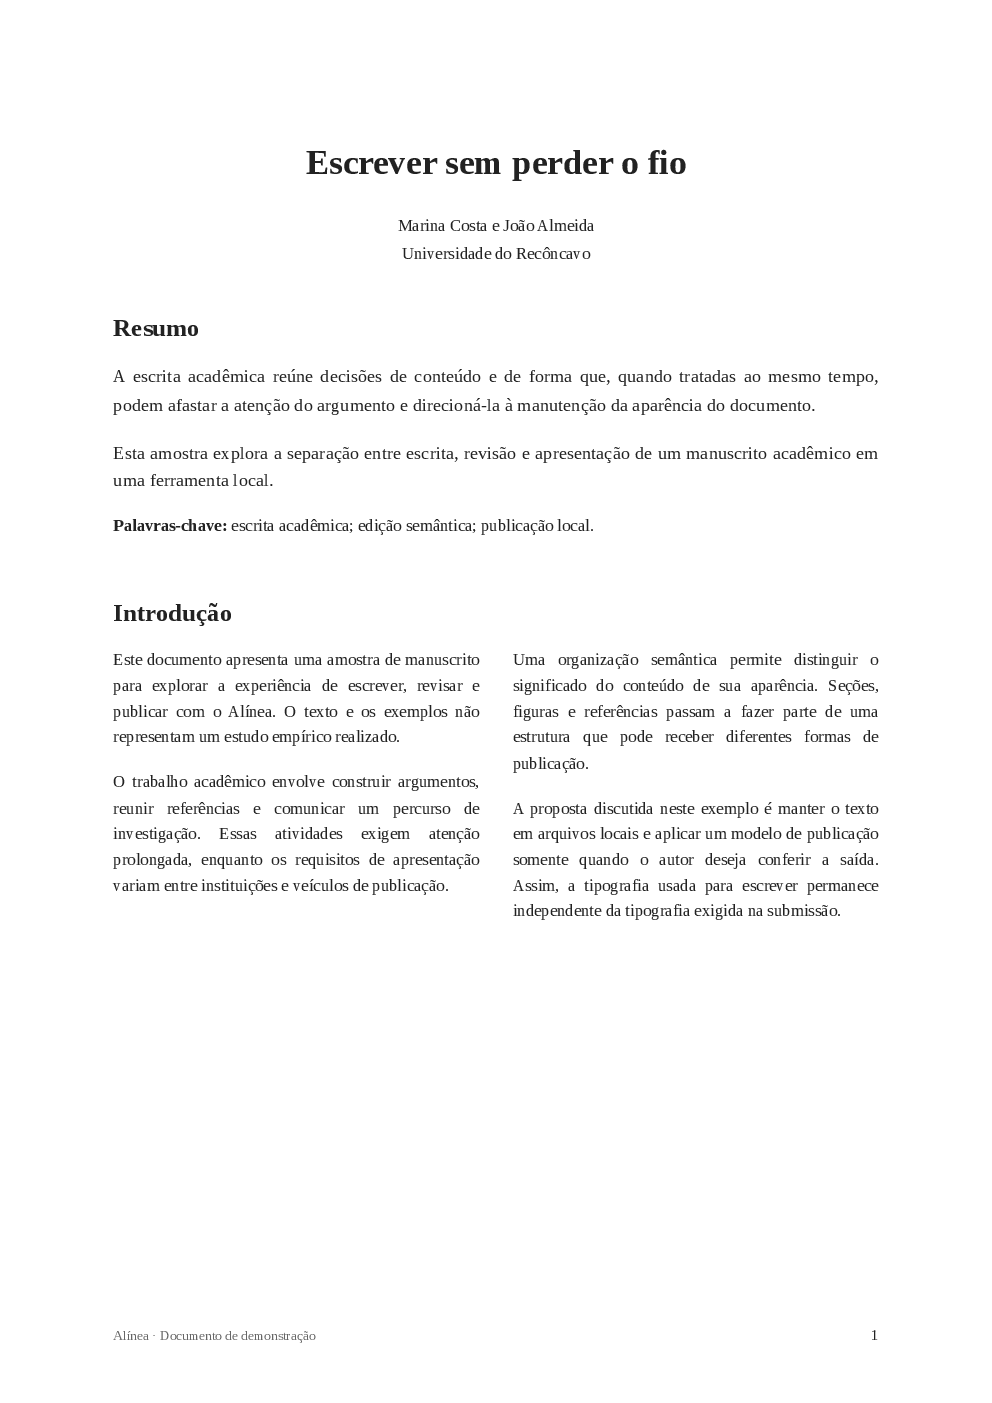 Escrever sem perder o fio
Marina Costa e João Almeida
Universidade do Recôncavo
Resumo
A escrita acadêmica reúne decisões de conteúdo e de forma que, quando tratadas ao mesmo tempo,
podem afastar a atenção do argumento e direcioná-la à manutenção da aparência do documento.
Esta amostra explora a separação entre escrita, revisão e apresentação de um manuscrito acadêmico em
uma ferramenta local.
Palavras-chave: escrita acadêmica; edição semântica; publicação local.
Introdução
Este documento apresenta uma amostra de manuscrito
para explorar a experiência de escrever, revisar e
publicar com o Alínea. O texto e os exemplos não
representam um estudo empírico realizado.
O trabalho acadêmico envolve construir argumentos,
reunir referências e comunicar um percurso de
investigação. Essas atividades exigem atenção
prolongada, enquanto os requisitos de apresentação
variam entre instituições e veículos de publicação.
Uma organização semântica permite distinguir o
significado do conteúdo de sua aparência. Seções,
figuras e referências passam a fazer parte de uma
estrutura que pode receber diferentes formas de
publicação.
A proposta discutida neste exemplo é manter o texto
em arquivos locais e aplicar um modelo de publicação
somente quando o autor deseja conferir a saída.
Assim, a tipografia usada para escrever permanece
independente da tipografia exigida na submissão.
Alínea · Documento de demonstração
1